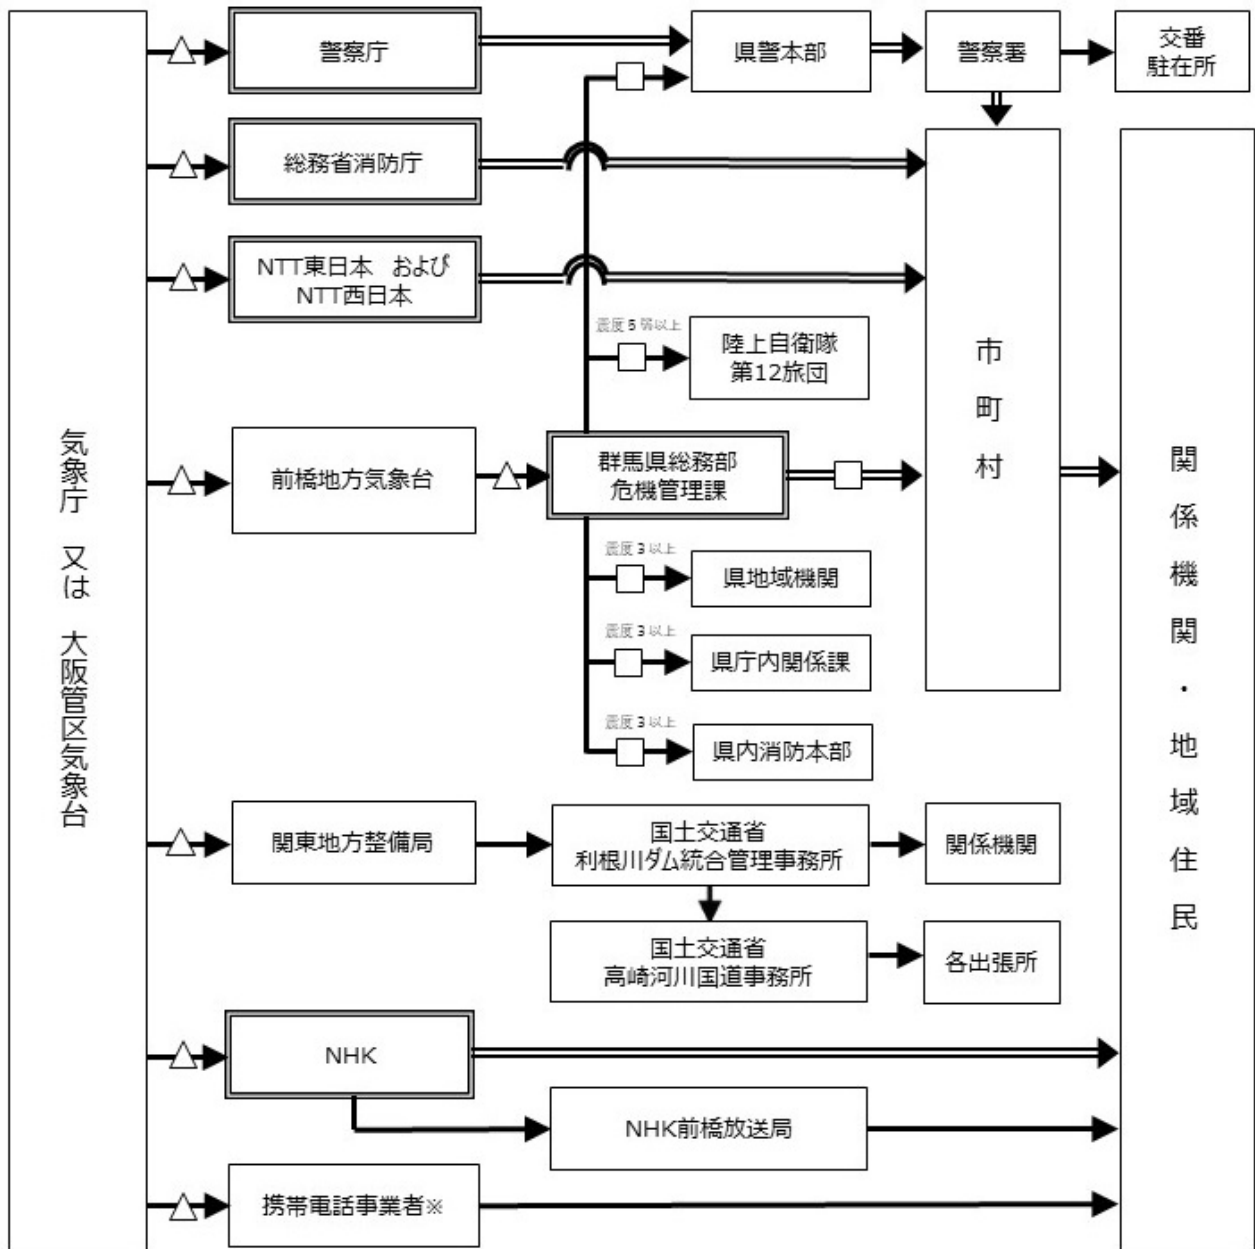 気象庁 又は 大阪管区気象台
警察庁
県警本部
警察署
交番
駐在所
総務省消防庁
NTT東日本 および
NTT西日本
震度5弱以上
陸上自衛隊
第12旅団
市町村
前橋地方気象台
群馬県総務部
危機管理課
関係機関・地域住民
震度3以上
県地域機関
震度3以上
県庁内関係課
震度3以上
県内消防本部
関東地方整備局
国土交通省
利根川ダム統合管理事務所
関係機関
国土交通省
高崎河川国道事務所
各出張所
NHK
NHK前橋放送局
携帯電話事業者※